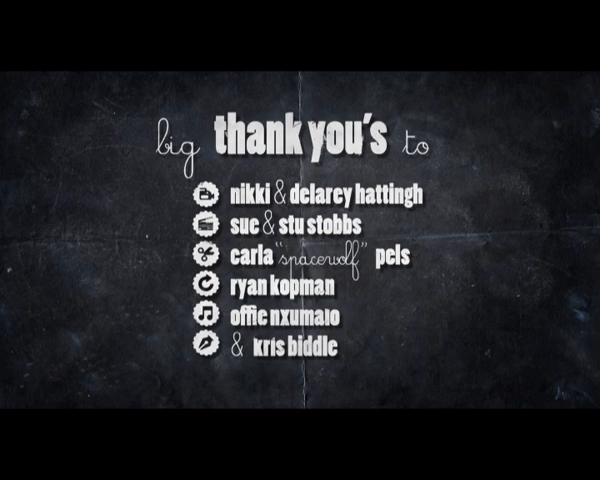 big thank you's to
nikki & delarey hattingh
sue & stu stobbs
carla "spacewolf" pels
ryan kopman
offie nxumalo
& kris biddle